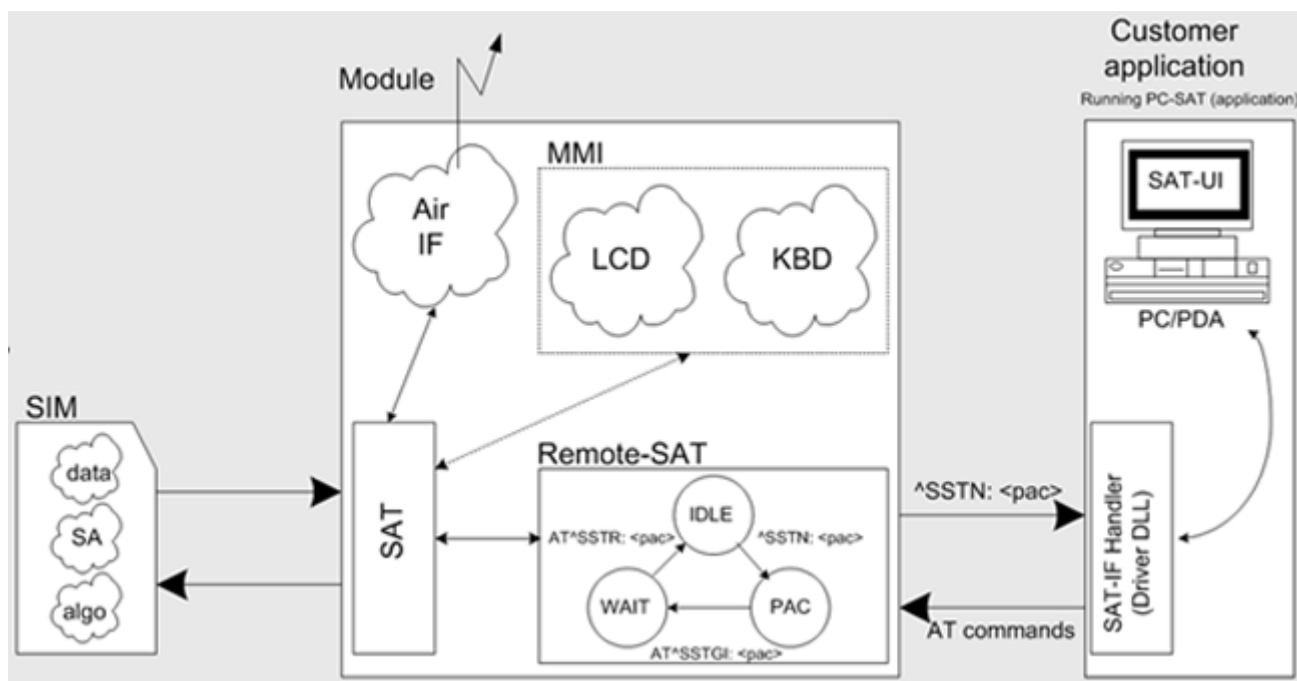 Customer
application
Running PC-SAT (application)
Module
MMI
SAT-UI
Air
IF
LCD
KBD
PC/PDA
SIM
data
SA
algo
SAT
Remote-SAT
IDLE
AT^SSTR: <pac>
^SSTN: <pac>
WAIT
PAC
AT^SSTGI: <pac>
^SSTN: <pac>
AT commands
SAT-IF Handler
(Driver DLL)